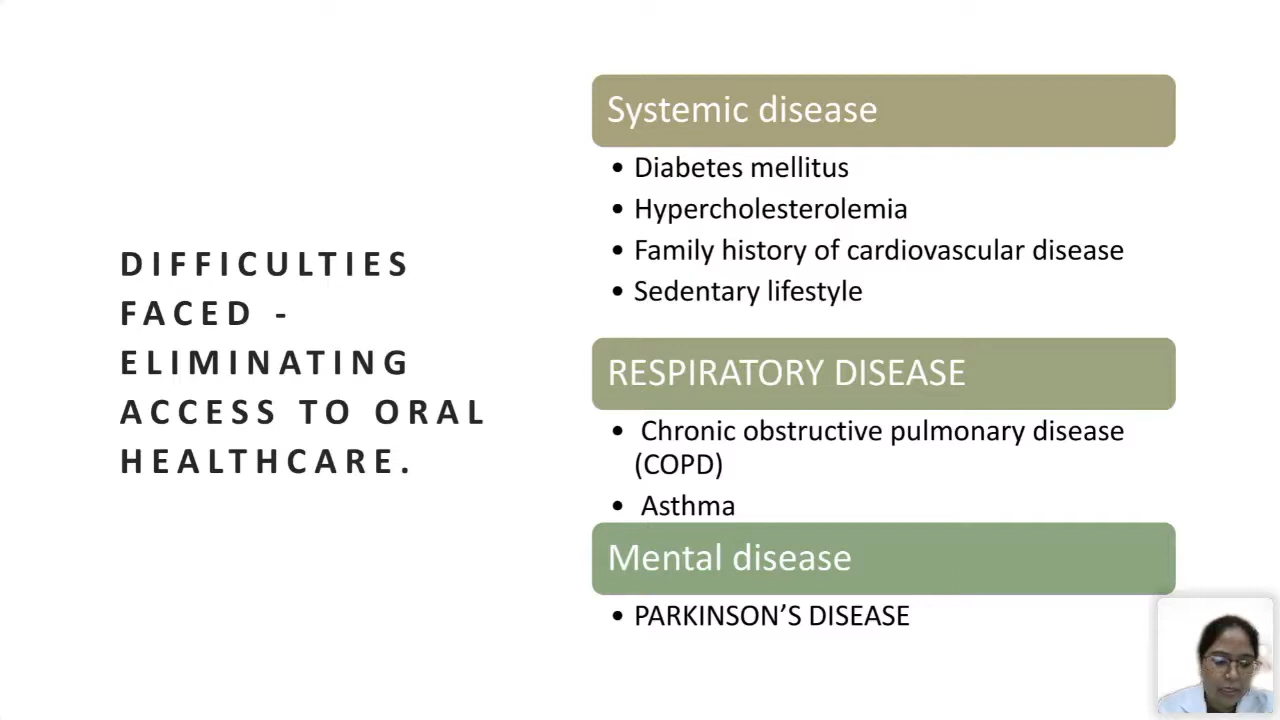 DIFFICULTIES
FACED -
ELIMINATING
ACCESS TO ORAL
HEALTHCARE.
Systemic disease
• Diabetes mellitus
• Hypercholesterolemia
• Family history of cardiovascular disease
• Sedentary lifestyle
RESPIRATORY DISEASE
• Chronic obstructive pulmonary disease
(COPD)
• Asthma
Mental disease
• PARKINSON’S DISEASE